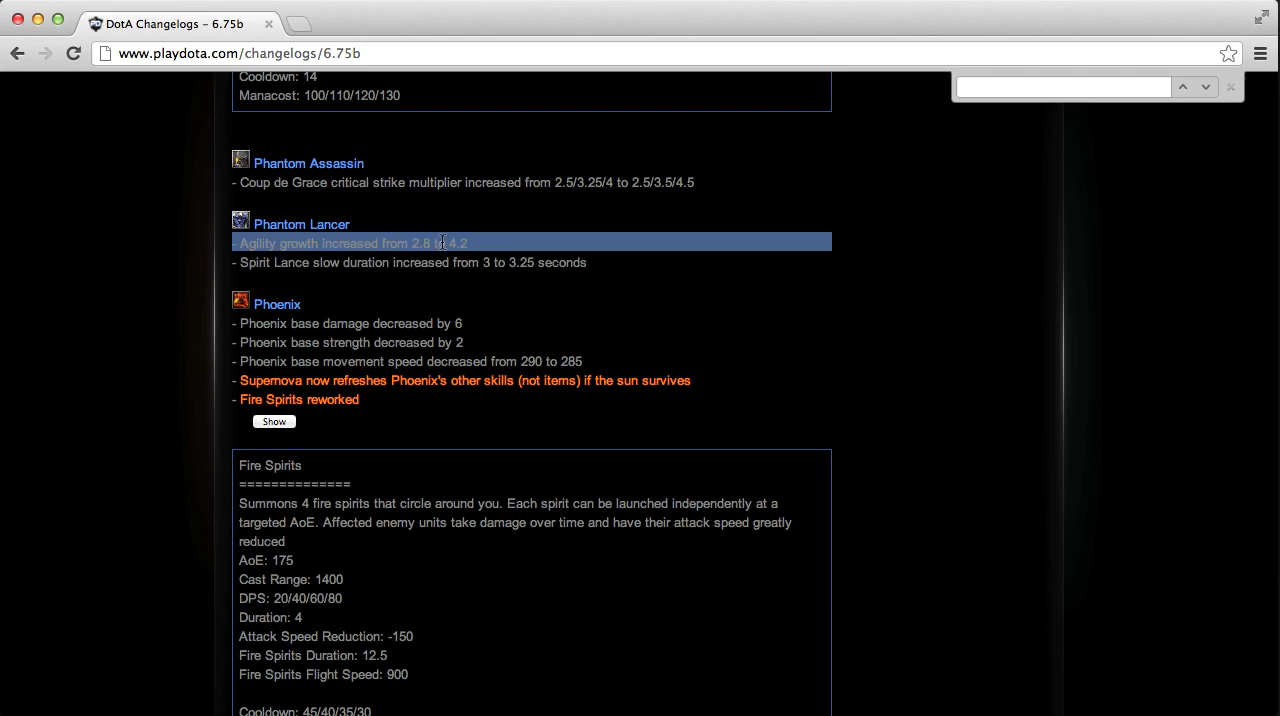 DotA Changelogs - 6.75b
www.playdota.com/changelogs/6.75b
Cooldown: 14
Manacost: 100/110/120/130
Phantom Assassin
- Coup de Grace critical strike multiplier increased from 2.5/3.25/4 to 2.5/3.5/4.5
Phantom Lancer
- Agility growth increased from 2.8 to 4.2
- Spirit Lance slow duration increased from 3 to 3.25 seconds
Phoenix
- Phoenix base damage decreased by 6
- Phoenix base strength decreased by 2
- Phoenix base movement speed decreased from 290 to 285
- Supernova now refreshes Phoenix's other skills (not items) if the sun survives
- Fire Spirits reworked
Show
Fire Spirits
==============
Summons 4 fire spirits that circle around you. Each spirit can be launched independently at a
targeted AoE. Affected enemy units take damage over time and have their attack speed greatly
reduced
AoE: 175
Cast Range: 1400
DPS: 20/40/60/80
Duration: 4
Attack Speed Reduction: -150
Fire Spirits Duration: 12.5
Fire Spirits Flight Speed: 900
Cooldown: 45/40/35/30